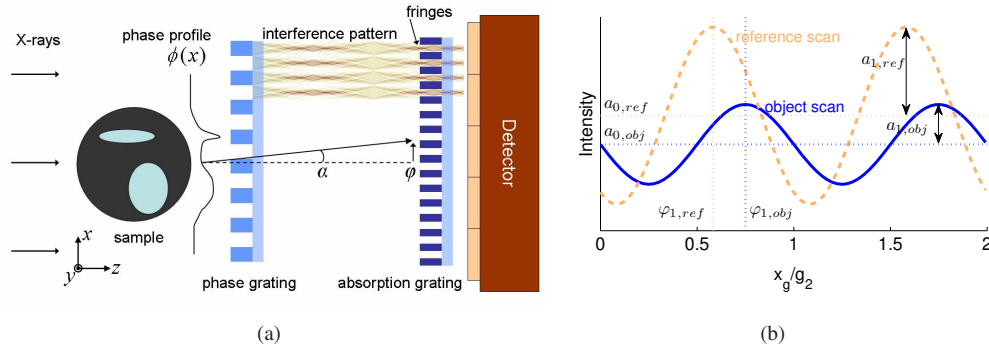 X-rays
phase profile
ϕ(x)
interference pattern
fringes
α
φ
Detector
sample
x
y
z
phase grating
absorption grating
(a)
Intensity
reference scan
a1,ref
a0,ref
object scan
a0,obj
a1,obj
φ1,ref
φ1,obj
0
0.5
1.0
1.5
2
xg/g2
(b)